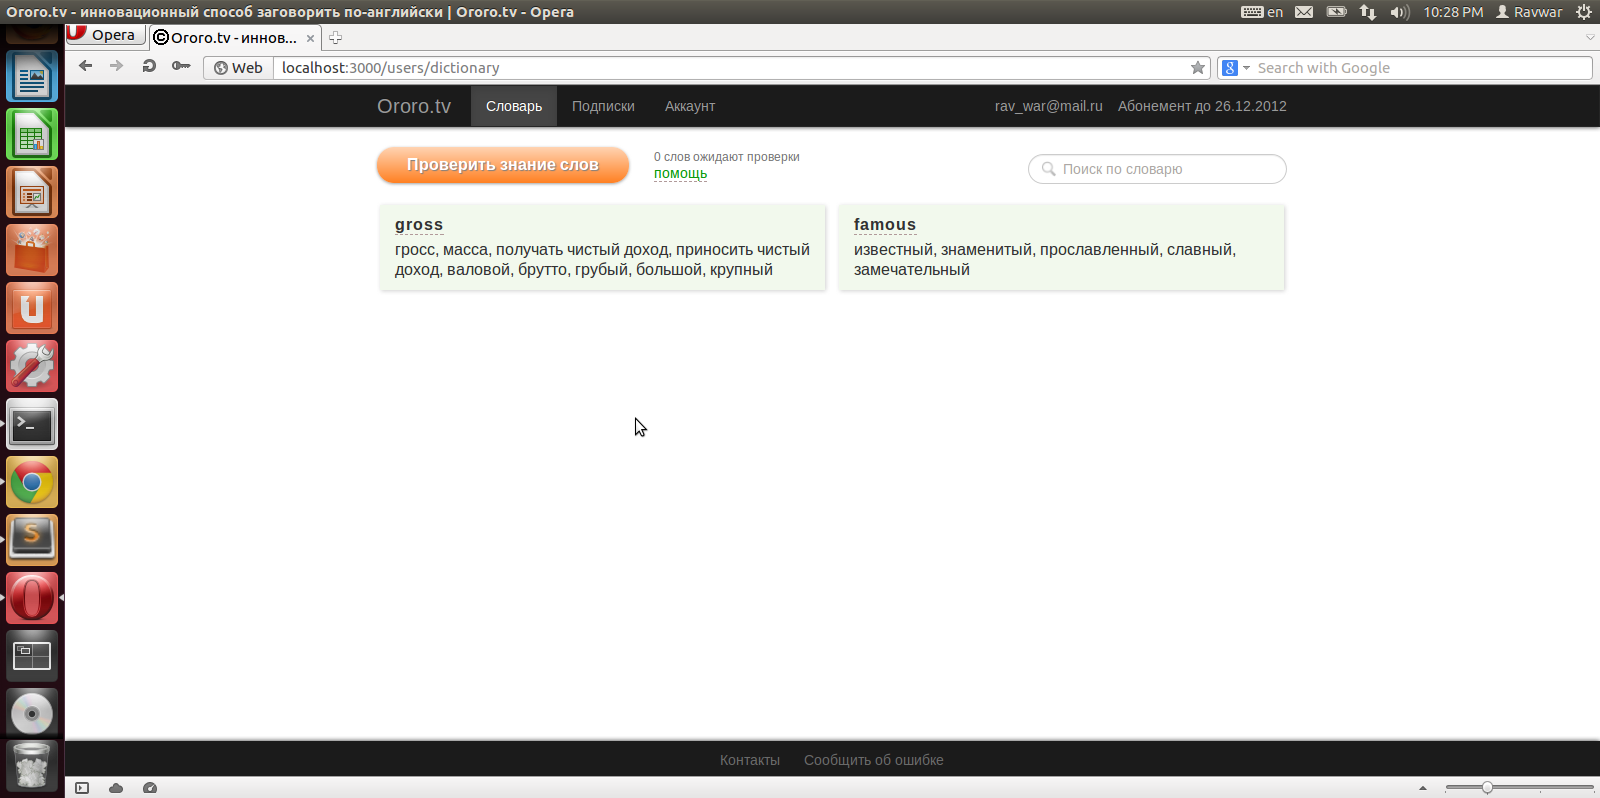 Ororo.tv - инновационный способ заговорить по-английски | Ororo.tv - Opera
en
10:28 PM
Ravwar
Opera
Ororo.tv - иннов...
Web
localhost:3000/users/dictionary
Search with Google
Ororo.tv
Словарь
Подписки
Аккаунт
rav_war@mail.ru
Абонемент до 26.12.2012
Проверить знание слов
0 слов ожидают проверки
помощь
Поиск по словарю
gross
гросс, масса, получать чистый доход, приносить чистый
доход, валовой, брутто, грубый, большой, крупный
famous
известный, знаменитый, прославленный, славный,
замечательный
Контакты
Сообщить об ошибке